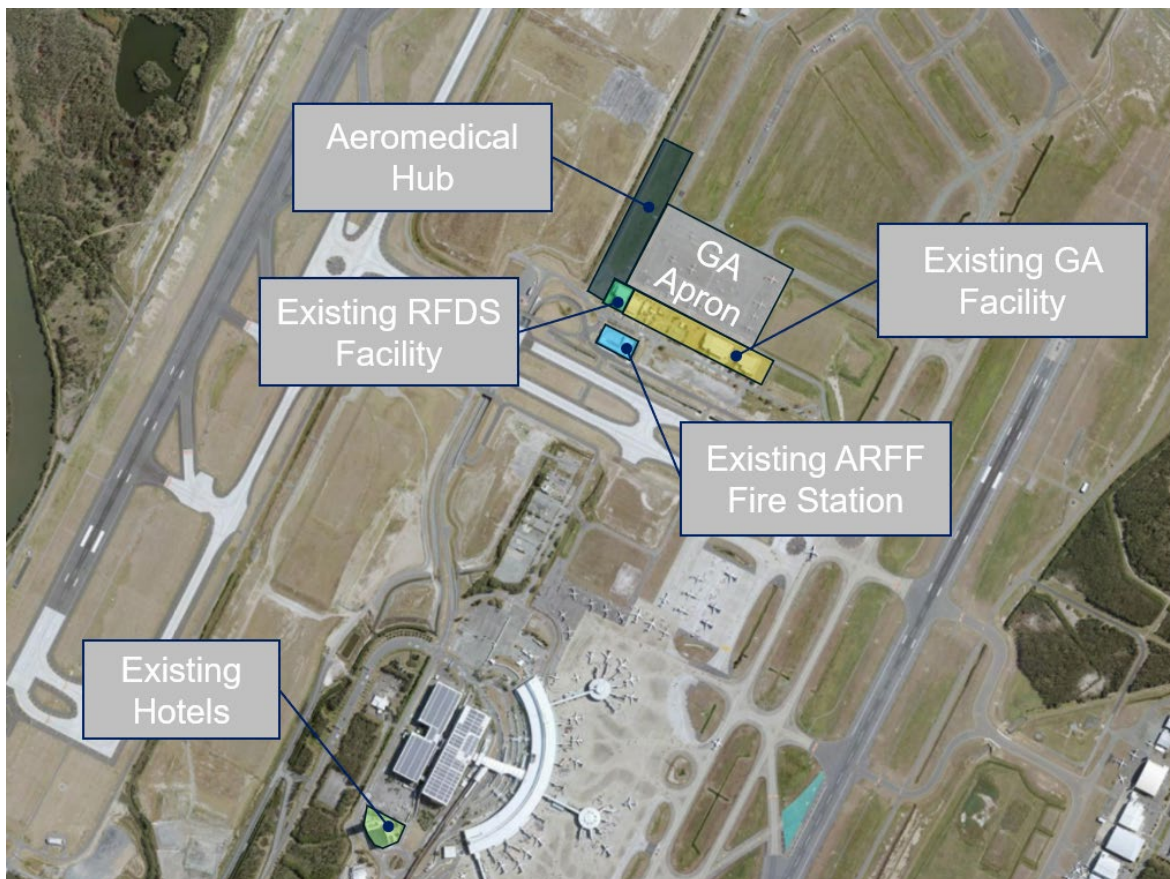 Aeromedical
Hub
GA
Apron
Existing GA
Facility
Existing RFDS
Facility
Existing ARFF
Fire Station
Existing
Hotels